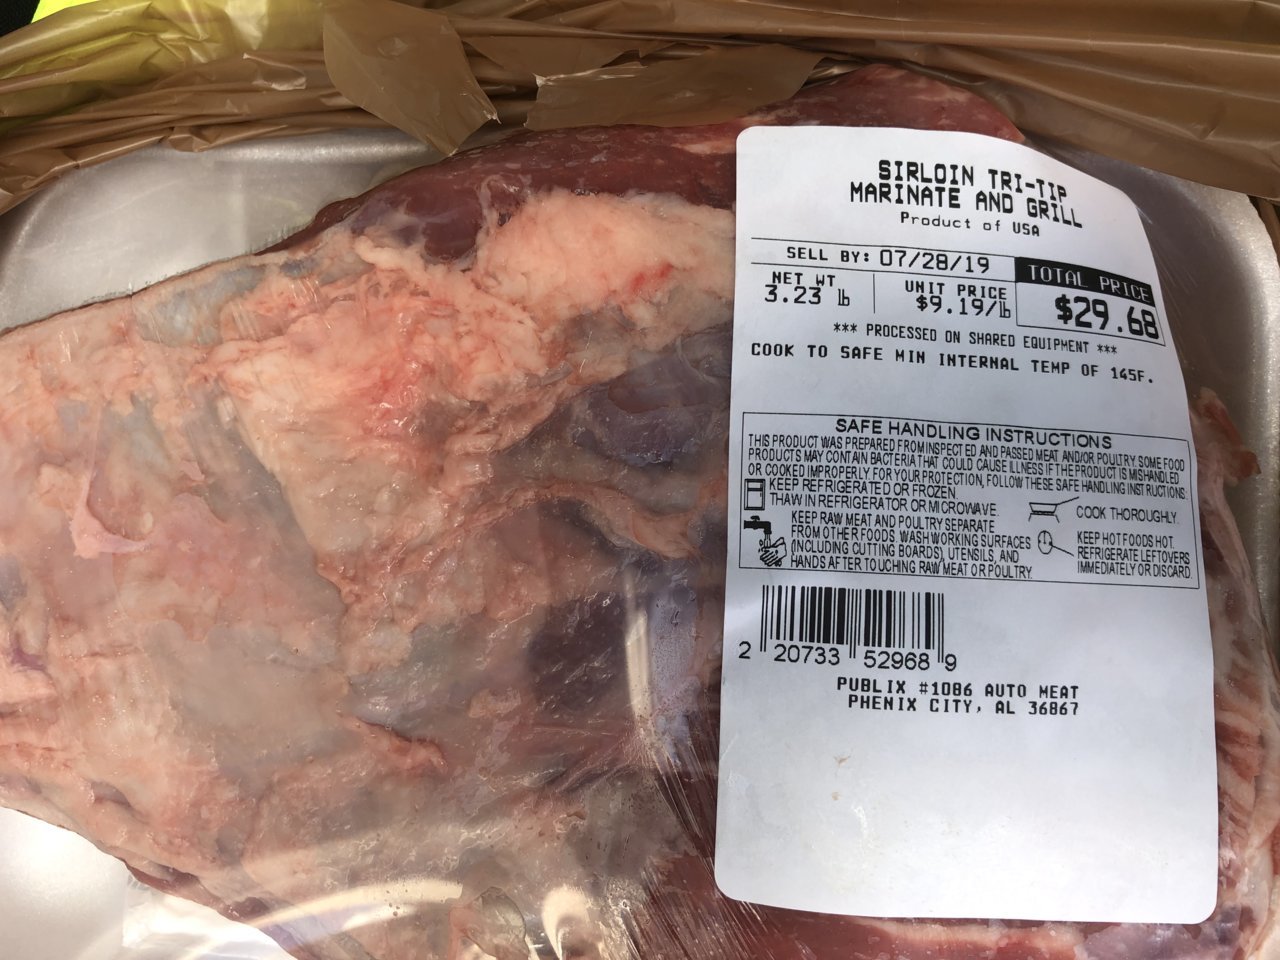 SIRLOIN TRI-TIP
MARINATE AND GRILL
Product of USA
SELL BY: 07/28/19
NET WT
3.23 lb
UNIT PRICE
$9.19/lb
TOTAL PRICE
$29.68
*** PROCESSED ON SHARED EQUIPMENT ***
COOK TO SAFE MIN INTERNAL TEMP OF 145F.
SAFE HANDLING INSTRUCTIONS
THIS PRODUCT WAS PREPARED FROM INSPECTED AND PASSED MEAT AND/OR POULTRY. SOME FOOD
PRODUCTS MAY CONTAIN BACTERIA THAT COULD CAUSE ILLNESS IF THE PRODUCT IS MISHANDLED
OR COOKED IMPROPERLY. FOR YOUR PROTECTION, FOLLOW THESE SAFE HANDLING INSTRUCTIONS:
KEEP REFRIGERATED OR FROZEN.
THAW IN REFRIGERATOR OR MICROWAVE.
KEEP RAW MEAT AND POULTRY SEPARATE
FROM OTHER FOODS. WASH WORKING SURFACES
(INCLUDING CUTTING BOARDS), UTENSILS, AND
HANDS AFTER TOUCHING RAW MEAT OR POULTRY.
COOK THOROUGHLY.
KEEP HOT FOODS HOT.
REFRIGERATE LEFTOVERS
IMMEDIATELY OR DISCARD.
2 20733 52968 9
PUBLIX #1086 AUTO MEAT
PHENIX CITY, AL 36867